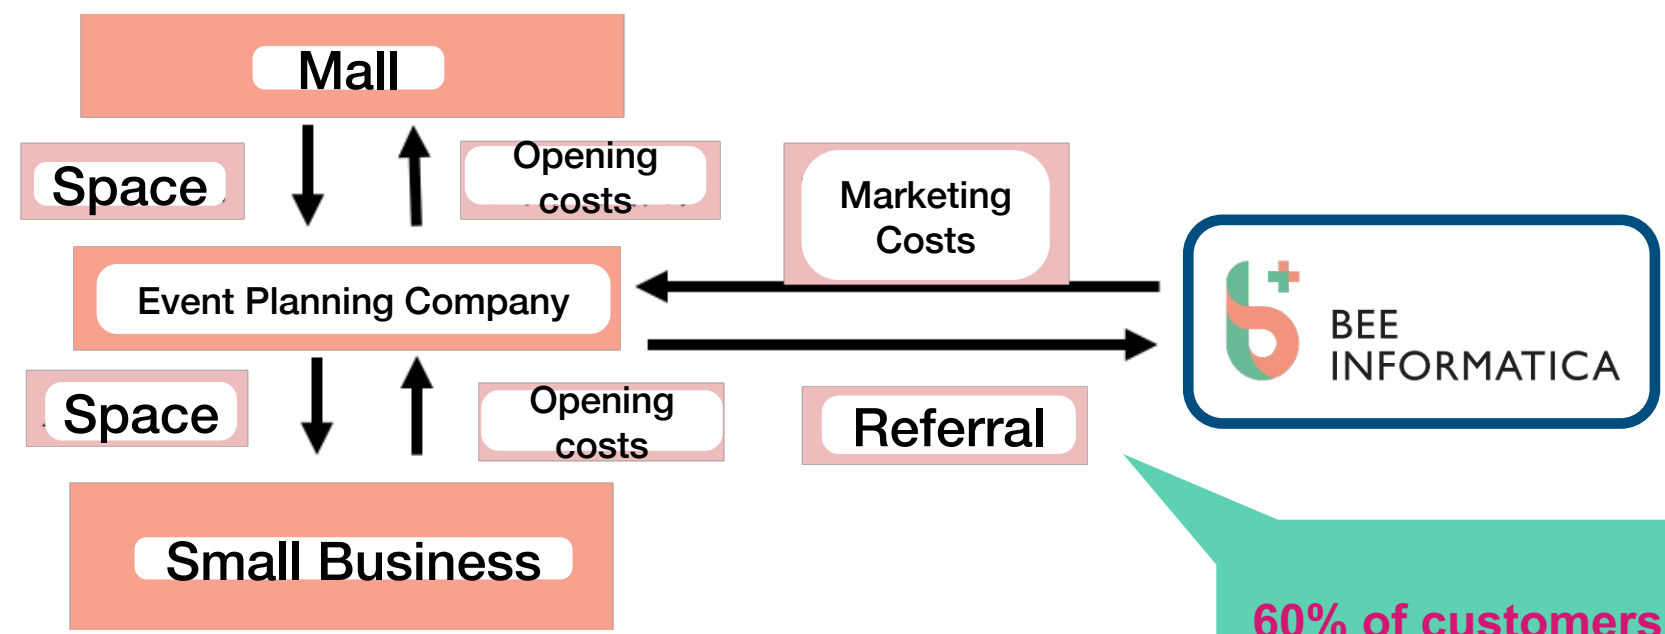 Mall
Space
Opening
costs
Marketing
Costs
Event Planning Company
BEE
INFORMATICA
Space
Opening
costs
Referral
Small Business
60% of customers